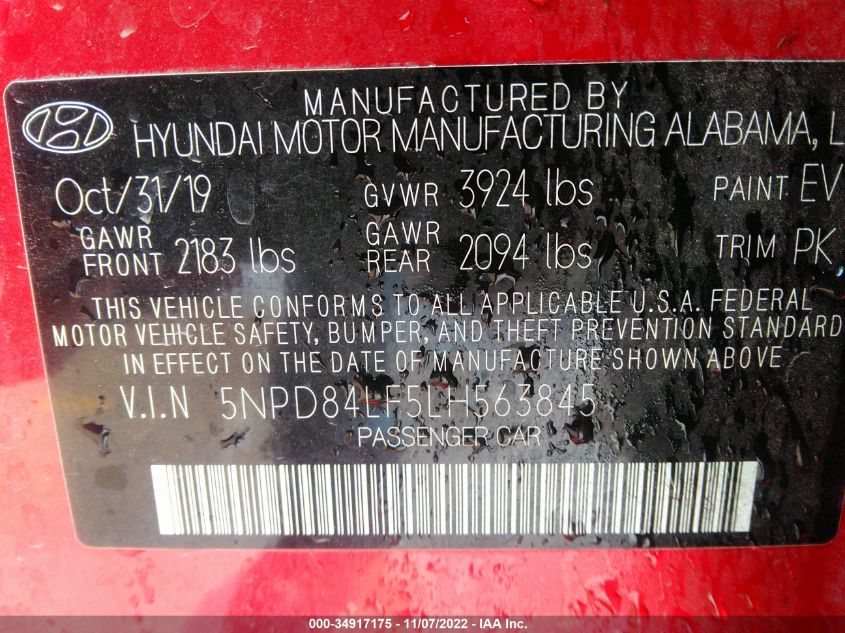 MANUFACTURED BY
HYUNDAI MOTOR MANUFACTURING ALABAMA, L
Oct/31/19 GVWR 3924 lbs PAINT EV
GAWR FRONT 2183 lbs GAWR REAR 2094 lbs TRIM PK
THIS VEHICLE CONFORMS TO ALL APPLICABLE U.S.A. FEDERAL
MOTOR VEHICLE SAFETY, BUMPER, AND THEFT PREVENTION STANDARD
IN EFFECT ON THE DATE OF MANUFACTURE SHOWN ABOVE
V.I.N 5NPD84LF5LH563845
PASSENGER CAR
000-34917175 - 11/07/2022 - IAA Inc.